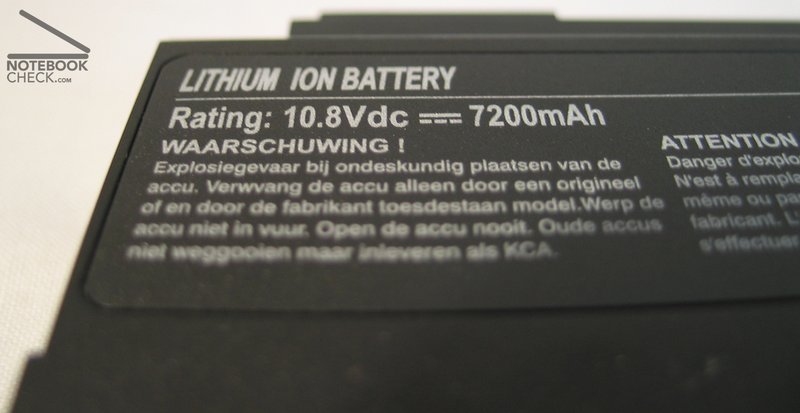 NOTEBOOK
CHECK.COM
LITHIUM ION BATTERY
Rating: 10.8Vdc ⎓ 7200mAh
WAARSCHUWING !
Explosiegevaar bij ondeskundig plaatsen van de
accu. Verwvang de accu alleen door een origineel
of en door de fabrikant toesdestaan model.Werp de
accu niet in vuur. Open de accu nooit. Oude accus
niet weggooien maar inleveren als KCA.
ATTENTION
Danger d'explo
N'est à rempla
même ou pa
fabricant. L'
s'effectuer